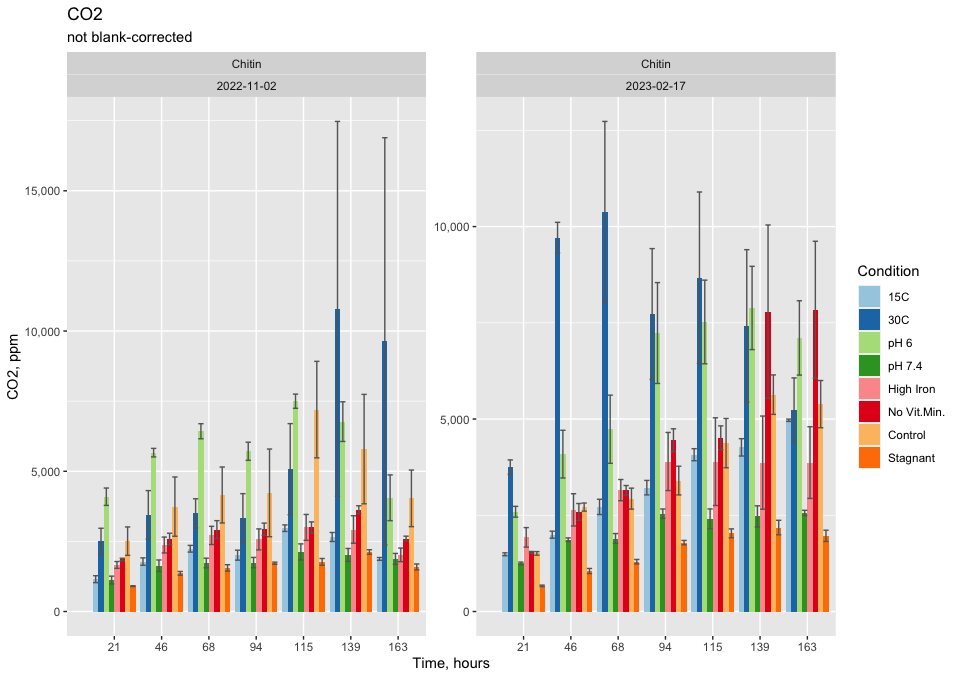 CO2
not blank-corrected
Chitin
2022-11-02
Chitin
2023-02-17
CO2, ppm
15,000
10,000
5,000
0
10,000
5,000
0
21 46 68 94 115 139 163
21 46 68 94 115 139 163
Time, hours
Condition
15C
30C
pH 6
pH 7.4
High Iron
No Vit.Min.
Control
Stagnant